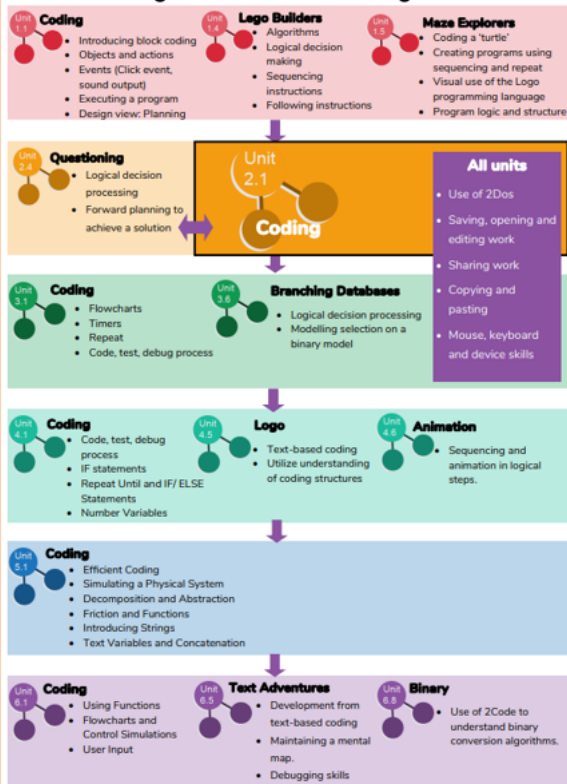 Unit 1.1
Coding
• Introducing block coding
• Objects and actions
• Events (Click event,
sound output)
• Executing a program
• Design view: Planning
Unit 1.4
Lego Builders
• Algorithms
• Logical decision
making
• Sequencing
instructions
• Following instructions
Unit 1.5
Maze Explorers
• Coding a ‘turtle’
• Creating programs using
sequencing and repeat
• Visual use of the Logo
programming language
• Program logic and structure
Unit 2.4
Questioning
• Logical decision
processing
• Forward planning to
achieve a solution
Unit
2.1
Coding
All units
• Use of 2Dos
• Saving, opening and
editing work
• Sharing work
• Copying and
pasting
• Mouse, keyboard
and device skills
Unit 3.1
Coding
• Flowcharts
• Timers
• Repeat
• Code, test, debug process
Unit 3.6
Branching Databases
• Logical decision processing
• Modelling selection on a
binary model
Unit 4.1
Coding
• Code, test, debug
process
• IF statements
• Repeat Until and IF/ ELSE
Statements
• Number Variables
Unit 4.5
Logo
• Text-based coding
• Utilize understanding
of coding structures
Unit 4.6
Animation
• Sequencing and
animation in logical
steps.
Unit 5.1
Coding
• Efficient Coding
• Simulating a Physical System
• Decomposition and Abstraction
• Friction and Functions
• Introducing Strings
• Text Variables and Concatenation
Unit 6.1
Coding
• Using Functions
• Flowcharts and
Control Simulations
• User Input
Unit 6.5
Text Adventures
• Development from
text-based coding
• Maintaining a mental
map.
• Debugging skills
Unit 6.8
Binary
• Use of 2Code to
understand binary
conversion algorithms.